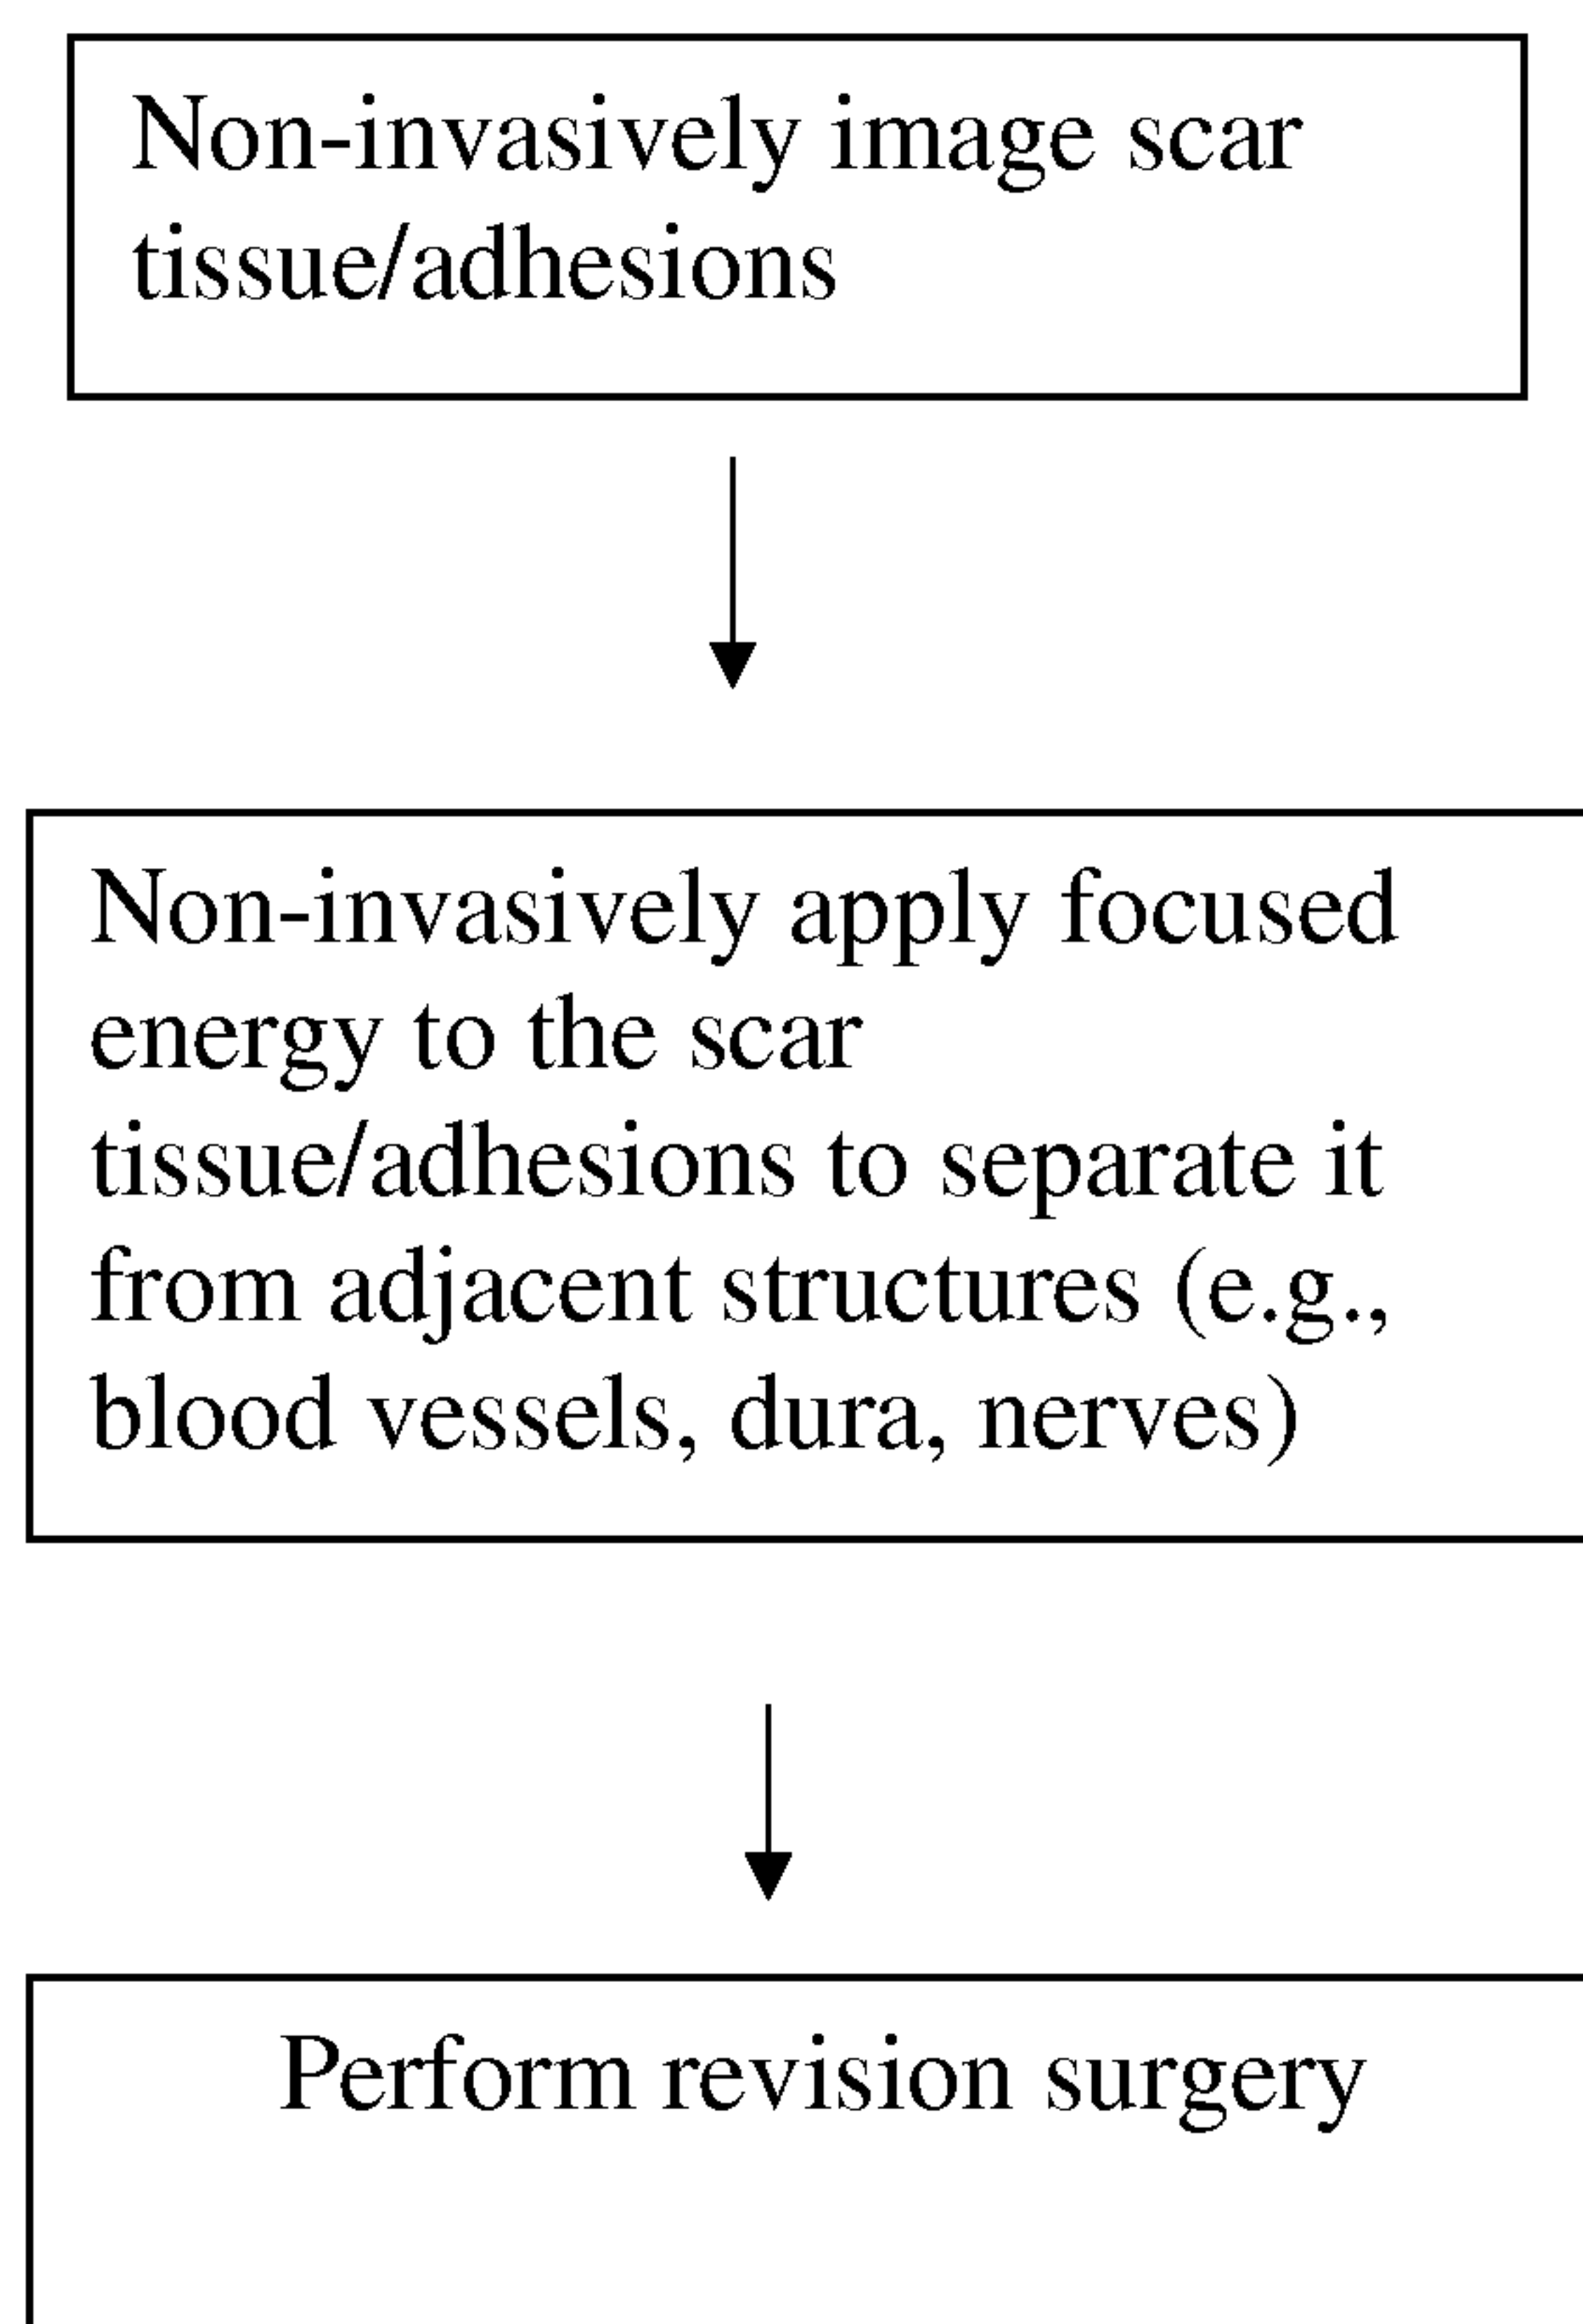 Non-invasively image scar
tissue/adhesions
Non-invasively apply focused
energy to the scar
tissue/adhesions to separate it
from adjacent structures (e.g.,
blood vessels, dura, nerves)
Perform revision surgery